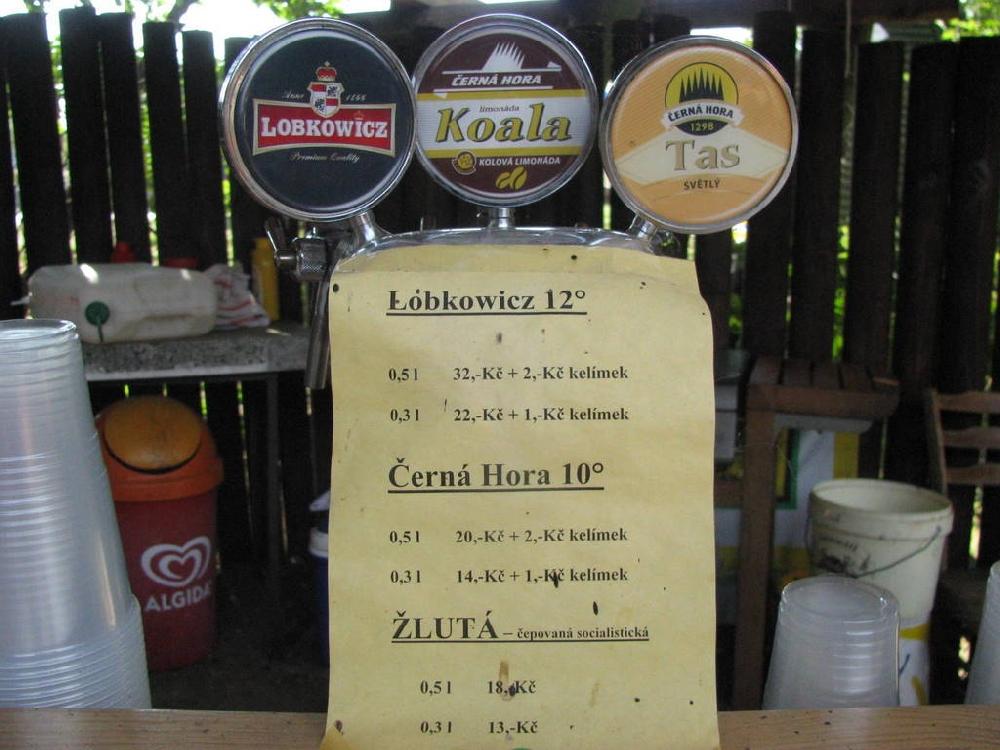 Anno 1466
LOBKOWICZ
Premium Quality
ČERNÁ HORA
limonáda
Koala
KOLOVÁ LIMONÁDA
ČERNÁ HORA
1298
Tas
SVĚTLÝ
Lobkowicz 12°
0,5 l 32,-Kč + 2,-Kč kelímek
0,3 l 22,-Kč + 1,-Kč kelímek
Černá Hora 10°
0,5 l 20,-Kč + 2,-Kč kelímek
0,3 l 14,-Kč + 1,-Kč kelímek
ŽLUTÁ – čepovaná socialistická
0,5 l 18,-Kč
0,3 l 13,-Kč
ALGIDA